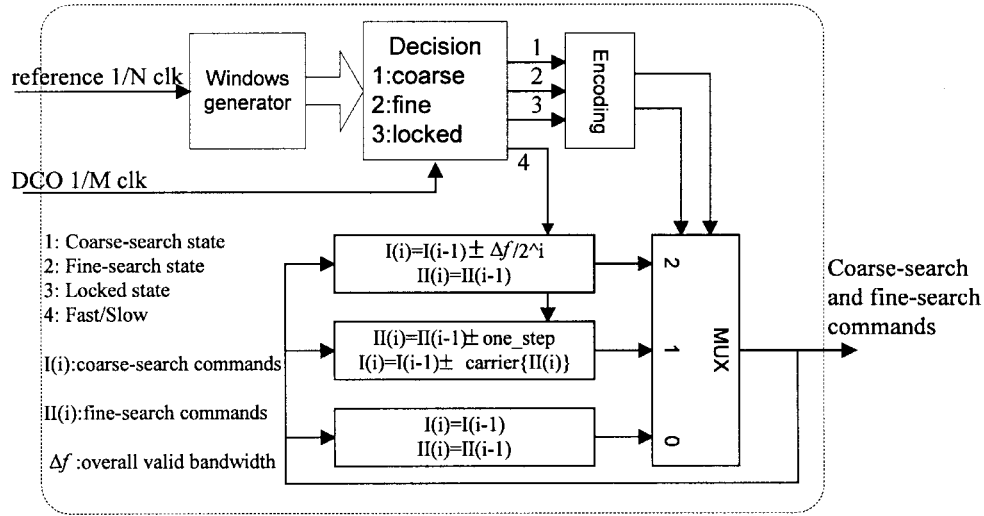 reference 1/N clk
Windows
generator
Decision
1:coarse
2:fine
3:locked
1
2
3
4
Encoding
DCO 1/M clk
1: Coarse-search state
2: Fine-search state
3: Locked state
4: Fast/Slow
I(i):coarse-search commands
II(i):fine-search commands
Δf :overall valid bandwidth
I(i)=I(i-1) ± Δf/2^i
II(i)=II(i-1)
II(i)=II(i-1)±one_step
I(i)=I(i-1)± carrier{II(i)}
I(i)=I(i-1)
II(i)=II(i-1)
2
1
0
MUX
Coarse-search
and fine-search
commands